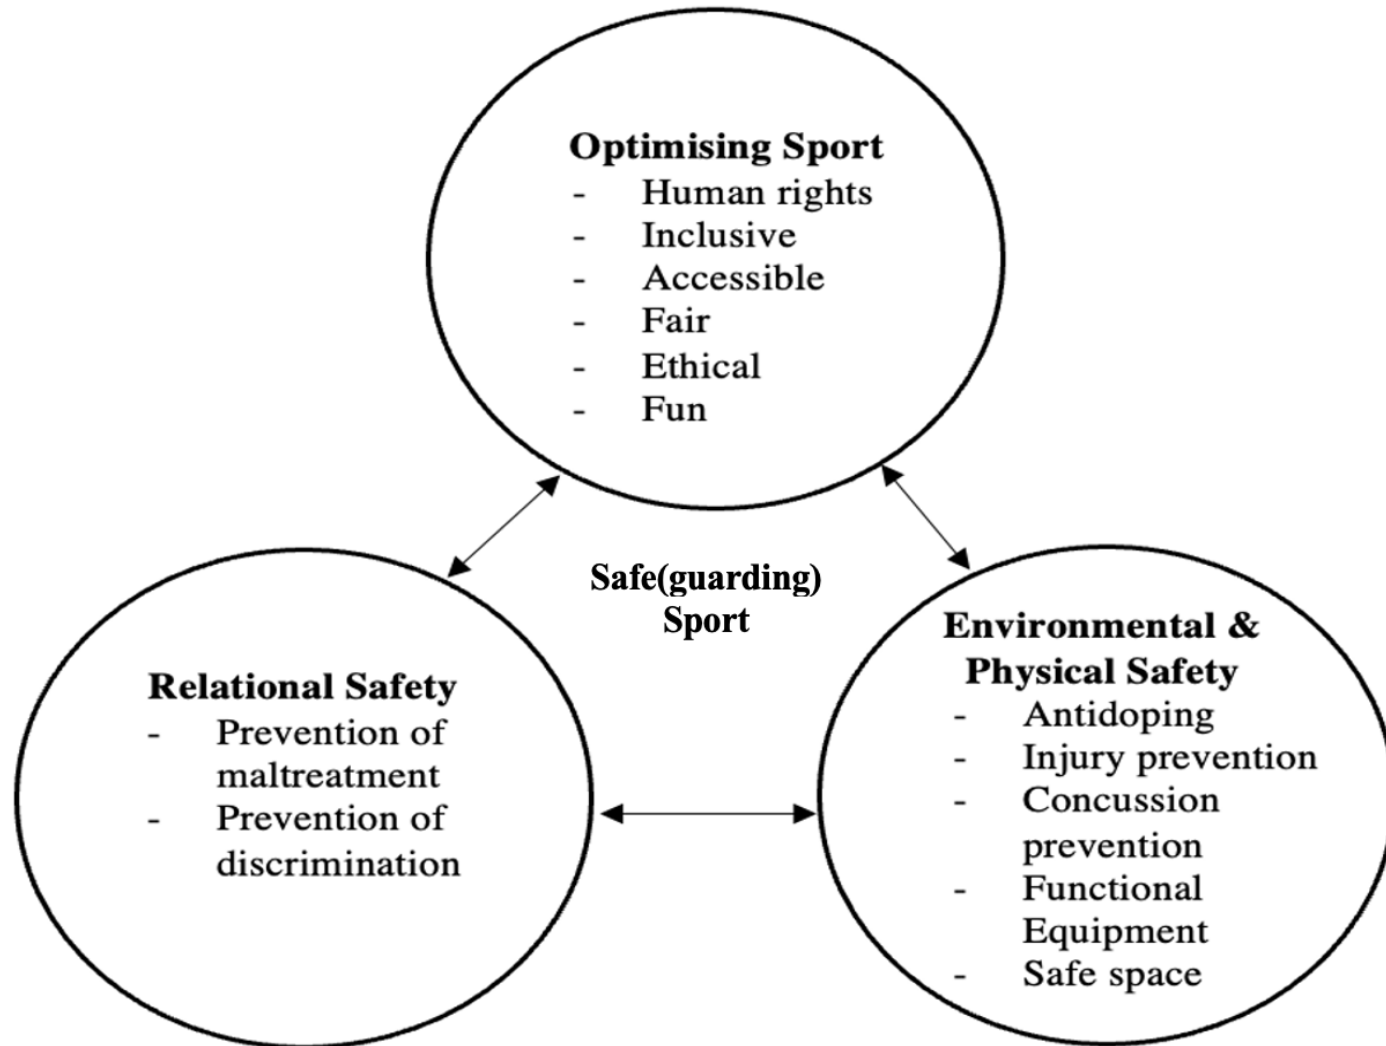 Optimising Sport
- Human rights
- Inclusive
- Accessible
- Fair
- Ethical
- Fun
Safe(guarding)
Sport
Relational Safety
- Prevention of
maltreatment
- Prevention of
discrimination
Environmental &
Physical Safety
- Antidoping
- Injury prevention
- Concussion
prevention
- Functional
Equipment
- Safe space